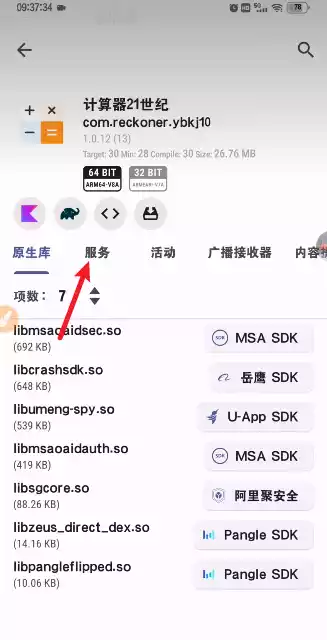 09:37:34
5G
78
计算器21世纪
com.reckoner.ybkj10
1.0.12 (13)
Target: 30 Min: 28 Compile: 30 Size: 26.76 MB
64 BIT
ARM64-V8A
32 BIT
ARMEABI-V7A
原生库 服务 活动 广播接收器 内容
项数： 7
libmsaoaidsec.so
(692 KB)
SDK
MSA SDK
libcrashsdk.so
(648 KB)
岳鹰 SDK
libumeng-spy.so
(539 KB)
U-App SDK
libmsaoaidauth.so
(419 KB)
SDK
MSA SDK
libsgcore.so
(88.26 KB)
阿里聚安全
libzeus_direct_dex.so
(14.16 KB)
Pangle SDK
libpangleflipped.so
(10.06 KB)
Pangle SDK